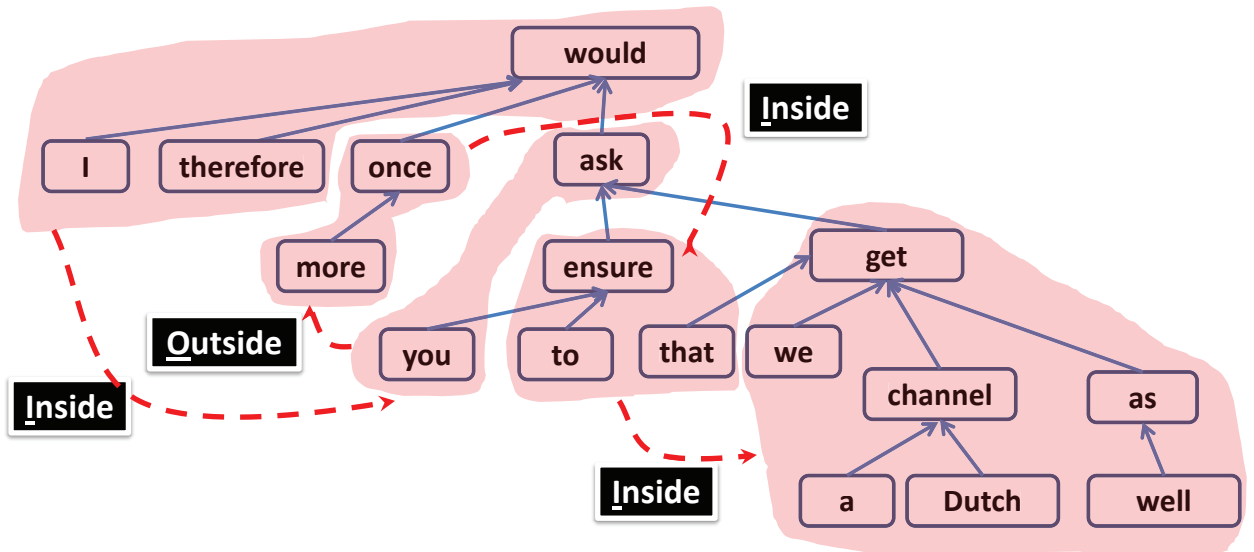 would
Inside
I
therefore
once
ask
more
ensure
get
Outside
you
to
that
we
Inside
channel
as
Inside
a
Dutch
well